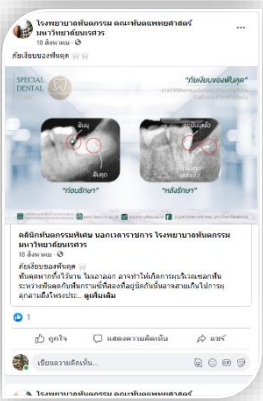 โรงพยาบาลทันตกรรม คณะทันตแพทยศาสตร์
มหาวิทยาลัยนเรศวร
18 สิงหาคม
ภัยเงียบของฟันคุด
SPECIAL
DENTAL
CLINIC
"ภัยเงียบของฟันคุด"
ฟันผุ
ฟันคุด
"ก่อนรักษา"
"หลังรักษา"
คลินิกทันตกรรมพิเศษ นอกเวลาราชการ โรงพยาบาลทันตกรรม
มหาวิทยาลัยนเรศวร
18 สิงหาคม
ภัยเงียบของฟันคุด
ฟันคุดหากทิ้งไว้นาน ไม่เอาออก อาจทำให้เกิดการผุบริเวณซอกฟัน
ระหว่างฟันคุดกับฟันกรามซี่ที่สองที่อยู่ชิดกันนั้นอาจลายเกินไปการผุ
ลุกลามถึงโพรงประ... ดูเพิ่มเติม
1
ถูกใจ
แสดงความคิดเห็น
แชร์
เขียนความคิดเห็น...
โรงพยาบาลทันตกรรม คณะทันตแพทยศาสตร์